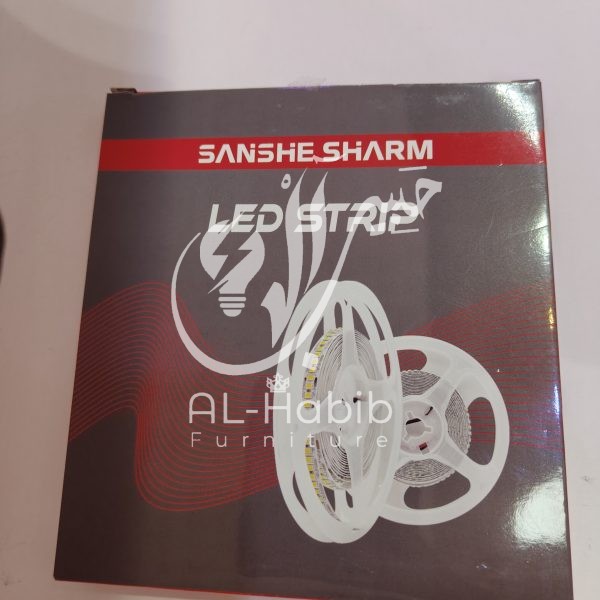 SANSHE SHARM
LED STRIP
AL-Habib
Furniture